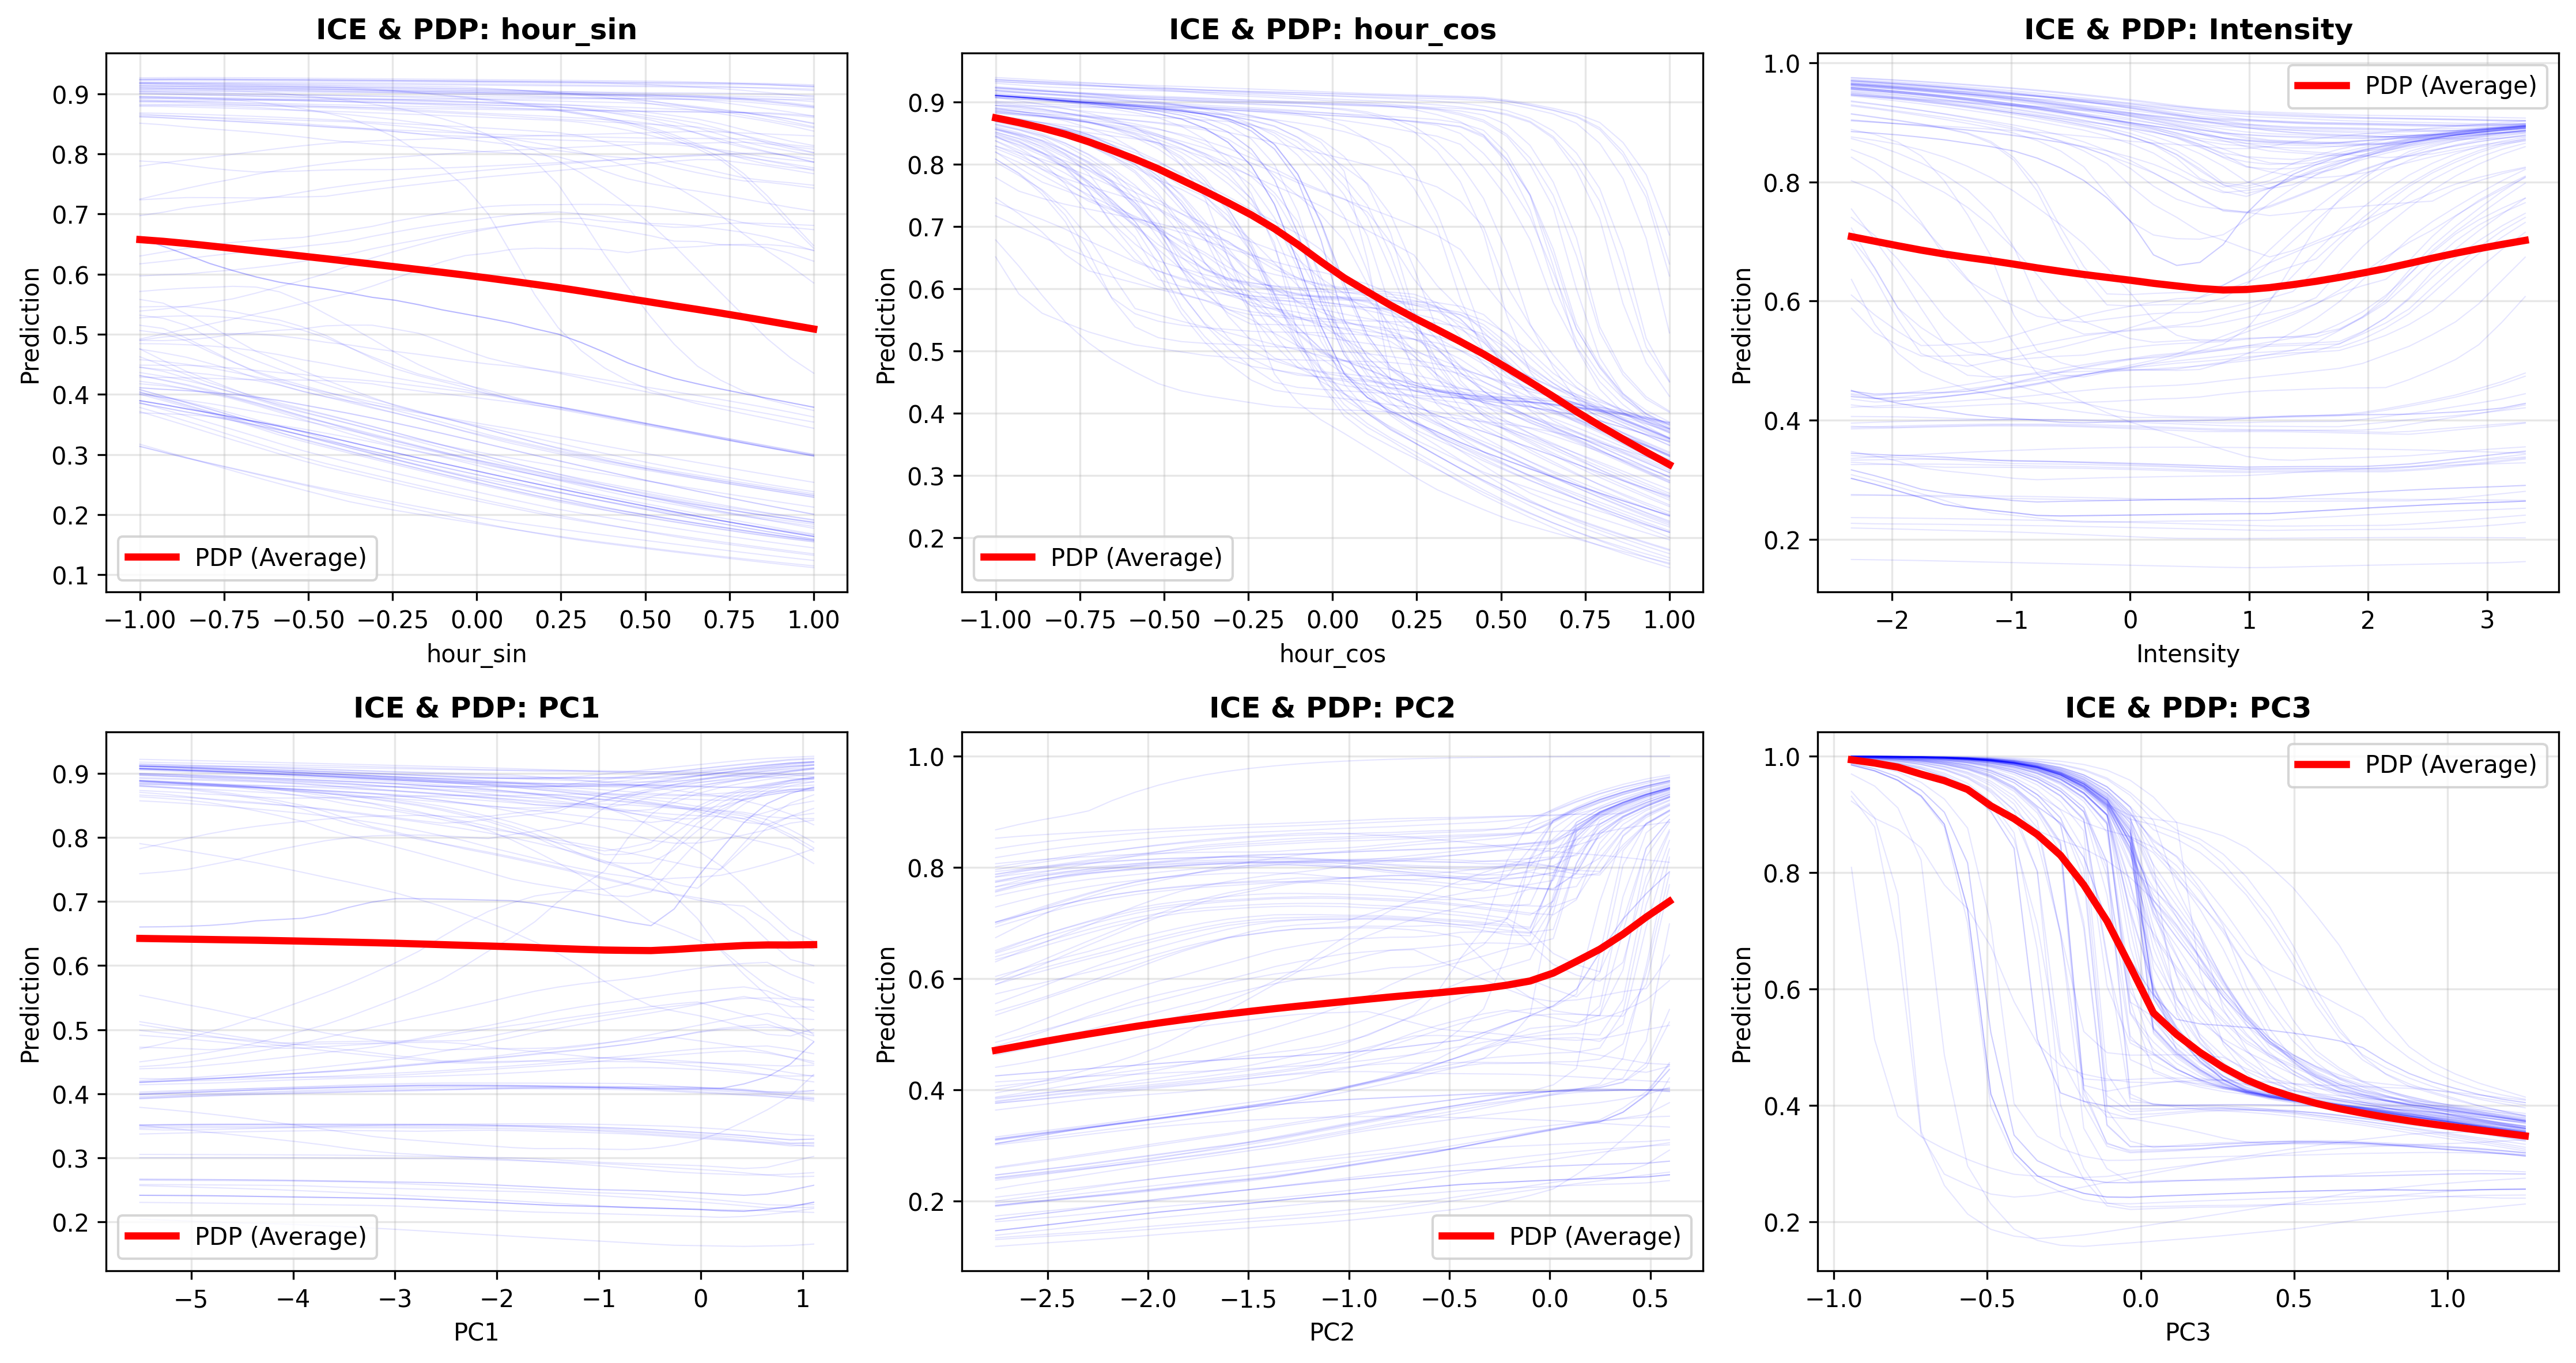 ICE & PDP: hour_sin
Prediction
0.9
0.8
0.7
0.6
0.5
0.4
0.3
0.2
0.1
PDP (Average)
−1.00 −0.75 −0.50 −0.25 0.00 0.25 0.50 0.75 1.00
hour_sin
ICE & PDP: hour_cos
Prediction
0.9
0.8
0.7
0.6
0.5
0.4
0.3
0.2
PDP (Average)
−1.00 −0.75 −0.50 −0.25 0.00 0.25 0.50 0.75 1.00
hour_cos
ICE & PDP: Intensity
Prediction
1.0
0.8
0.6
0.4
0.2
PDP (Average)
−2 −1 0 1 2 3
Intensity
ICE & PDP: PC1
Prediction
0.9
0.8
0.7
0.6
0.5
0.4
0.3
0.2
PDP (Average)
−5 −4 −3 −2 −1 0 1
PC1
ICE & PDP: PC2
Prediction
1.0
0.8
0.6
0.4
0.2
PDP (Average)
−2.5 −2.0 −1.5 −1.0 −0.5 0.0 0.5
PC2
ICE & PDP: PC3
Prediction
1.0
0.8
0.6
0.4
0.2
PDP (Average)
−1.0 −0.5 0.0 0.5 1.0
PC3